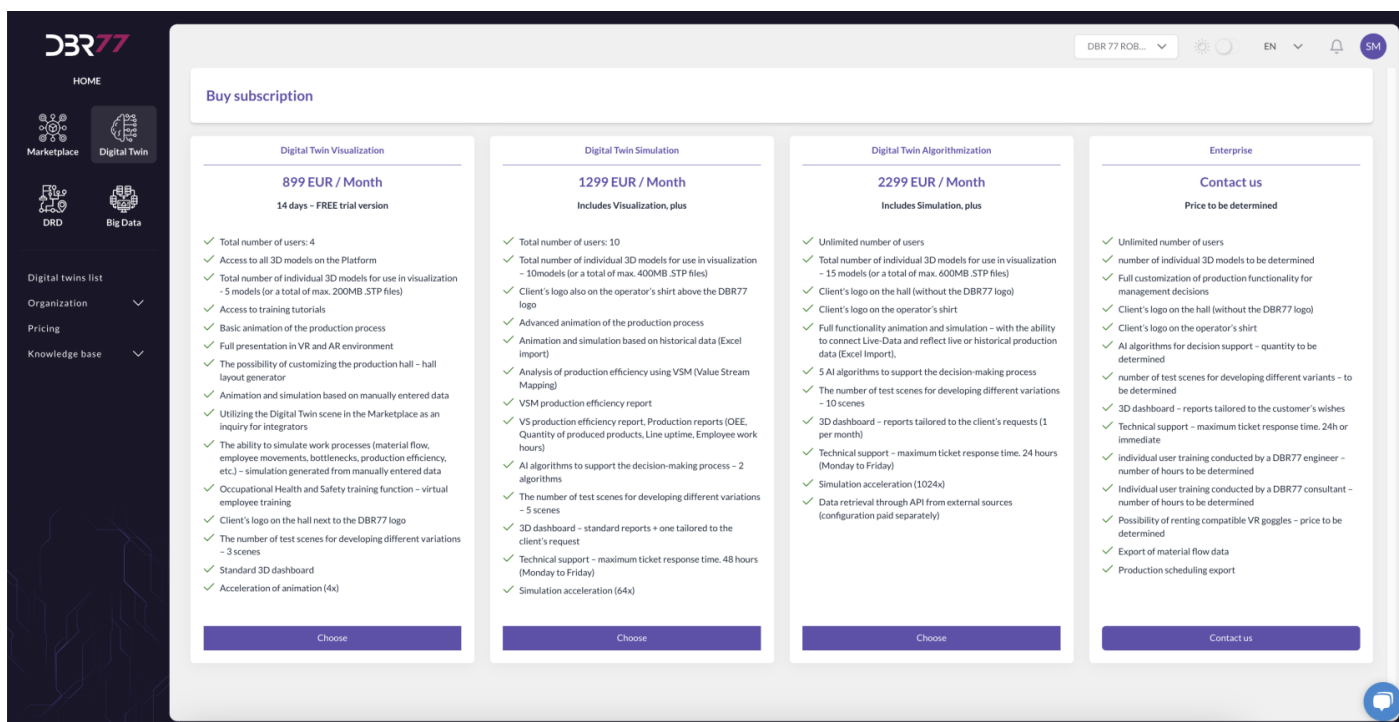 DBR77
HOME
Marketplace
Digital Twin
DRD
Big Data
Digital twins list
Organization
Pricing
Knowledge base
DBR 77 ROB...
EN
SM
Buy subscription
Digital Twin Visualization
899 EUR / Month
14 days – FREE trial version
Total number of users: 4
Access to all 3D models on the Platform
Total number of individual 3D models for use in visualization
- 5 models (or a total of max. 200MB .STP files)
Access to training tutorials
Basic animation of the production process
Full presentation in VR and AR environment
The possibility of customizing the production hall – hall
layout generator
Animation and simulation based on manually entered data
Utilizing the Digital Twin scene in the Marketplace as an
inquiry for integrators
The ability to simulate work processes (material flow,
employee movements, bottlenecks, production efficiency,
etc.) – simulation generated from manually entered data
Occupational Health and Safety training function – virtual
employee training
Client's logo on the hall next to the DBR77 logo
The number of test scenes for developing different variations
– 3 scenes
Standard 3D dashboard
Acceleration of animation (4x)
Choose
Digital Twin Simulation
1299 EUR / Month
Includes Visualization, plus
Total number of users: 10
Total number of individual 3D models for use in visualization
– 10models (or a total of max. 400MB .STP files)
Client's logo also on the operator's shirt above the DBR77
logo
Advanced animation of the production process
Animation and simulation based on historical data (Excel
import)
Analysis of production efficiency using VSM (Value Stream
Mapping)
VSM production efficiency report
VS production efficiency report, Production reports (OEE,
Quantity of produced products, Line uptime, Employee work
hours)
AI algorithms to support the decision-making process – 2
algorithms
The number of test scenes for developing different variations
– 5 scenes
3D dashboard – standard reports + one tailored to the
client's request
Technical support – maximum ticket response time. 48 hours
(Monday to Friday)
Simulation acceleration (64x)
Choose
Digital Twin Algorithmization
2299 EUR / Month
Includes Simulation, plus
Unlimited number of users
Total number of individual 3D models for use in visualization
– 15 models (or a total of max. 600MB .STP files)
Client's logo on the hall (without the DBR77 logo)
Client's logo on the operator's shirt
Full functionality animation and simulation – with the ability
to connect Live-Data and reflect live or historical production
data (Excel Import),
5 AI algorithms to support the decision-making process
The number of test scenes for developing different variations
– 10 scenes
3D dashboard – reports tailored to the client's requests (1
per month)
Technical support – maximum ticket response time. 24 hours
(Monday to Friday)
Simulation acceleration (1024x)
Data retrieval through API from external sources
(configuration paid separately)
Choose
Enterprise
Contact us
Price to be determined
Unlimited number of users
number of individual 3D models to be determined
Full customization of production functionality for
management decisions
Client's logo on the hall (without the DBR77 logo)
Client's logo on the operator's shirt
AI algorithms for decision support – quantity to be
determined
number of test scenes for developing different variants – to
be determined
3D dashboard – reports tailored to the customer's wishes
Technical support – maximum ticket response time. 24h or
immediate
individual user training conducted by a DBR77 engineer –
number of hours to be determined
Individual user training conducted by a DBR77 consultant –
number of hours to be determined
Possibility of renting compatible VR goggles – price to be
determined
Export of material flow data
Production scheduling export
Contact us